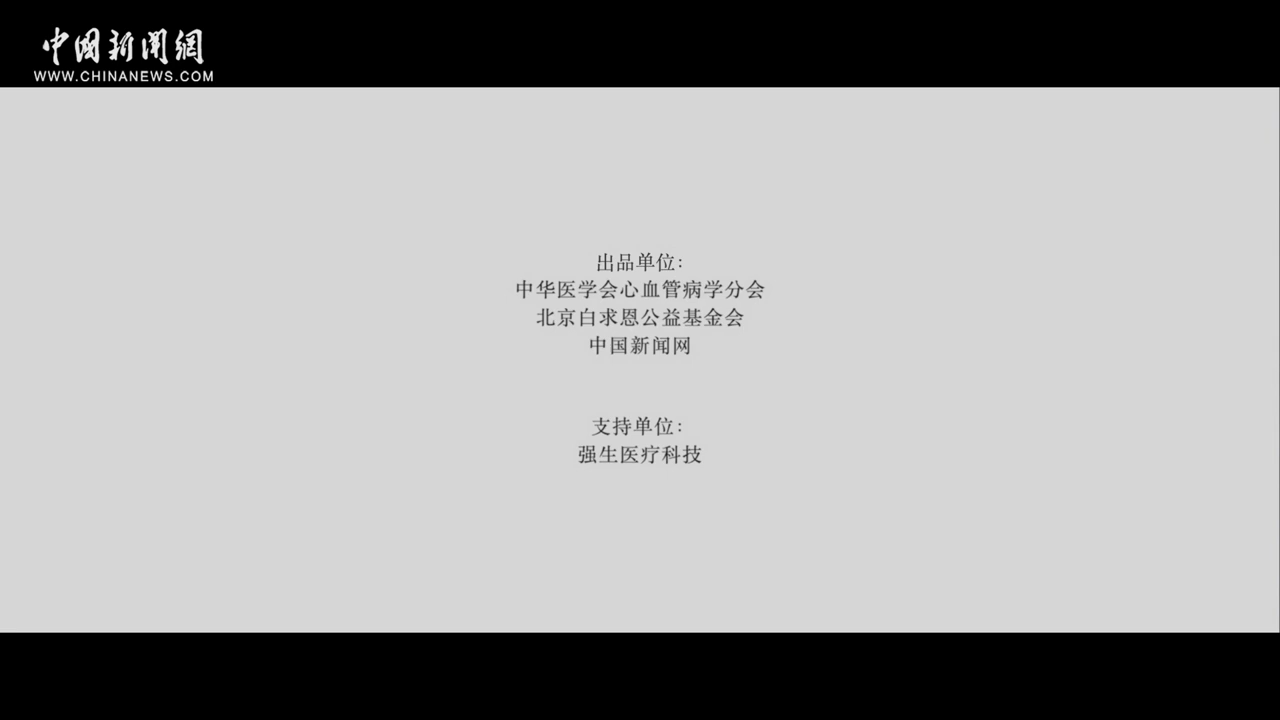 中国新闻網
WWW.CHINANEWS.COM
出品单位:
中华医学会心血管病学分会
北京白求恩公益基金会
中国新闻网
支持单位:
强生医疗科技